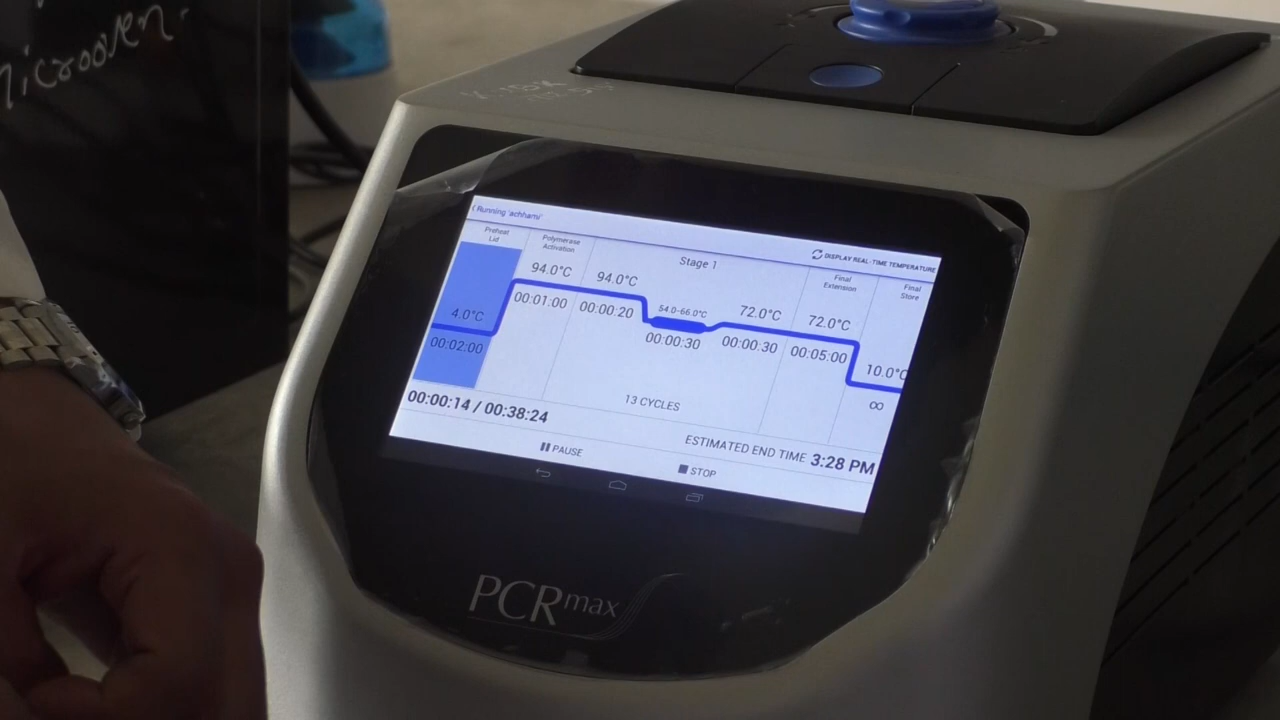 Microoven.
‹ Running 'achhami'
DISPLAY REAL-TIME TEMPERATURE
Preheat Lid
Polymerase Activation
Stage 1
Final Extension
Final Store
4.0°C
94.0°C
94.0°C
54.0-66.0°C
72.0°C
72.0°C
10.0°C
00:02:00
00:01:00
00:00:20
00:00:30
00:00:30
00:05:00
∞
13 CYCLES
00:00:14 / 00:38:24
ESTIMATED END TIME 3:28 PM
PAUSE
STOP
PCRmax